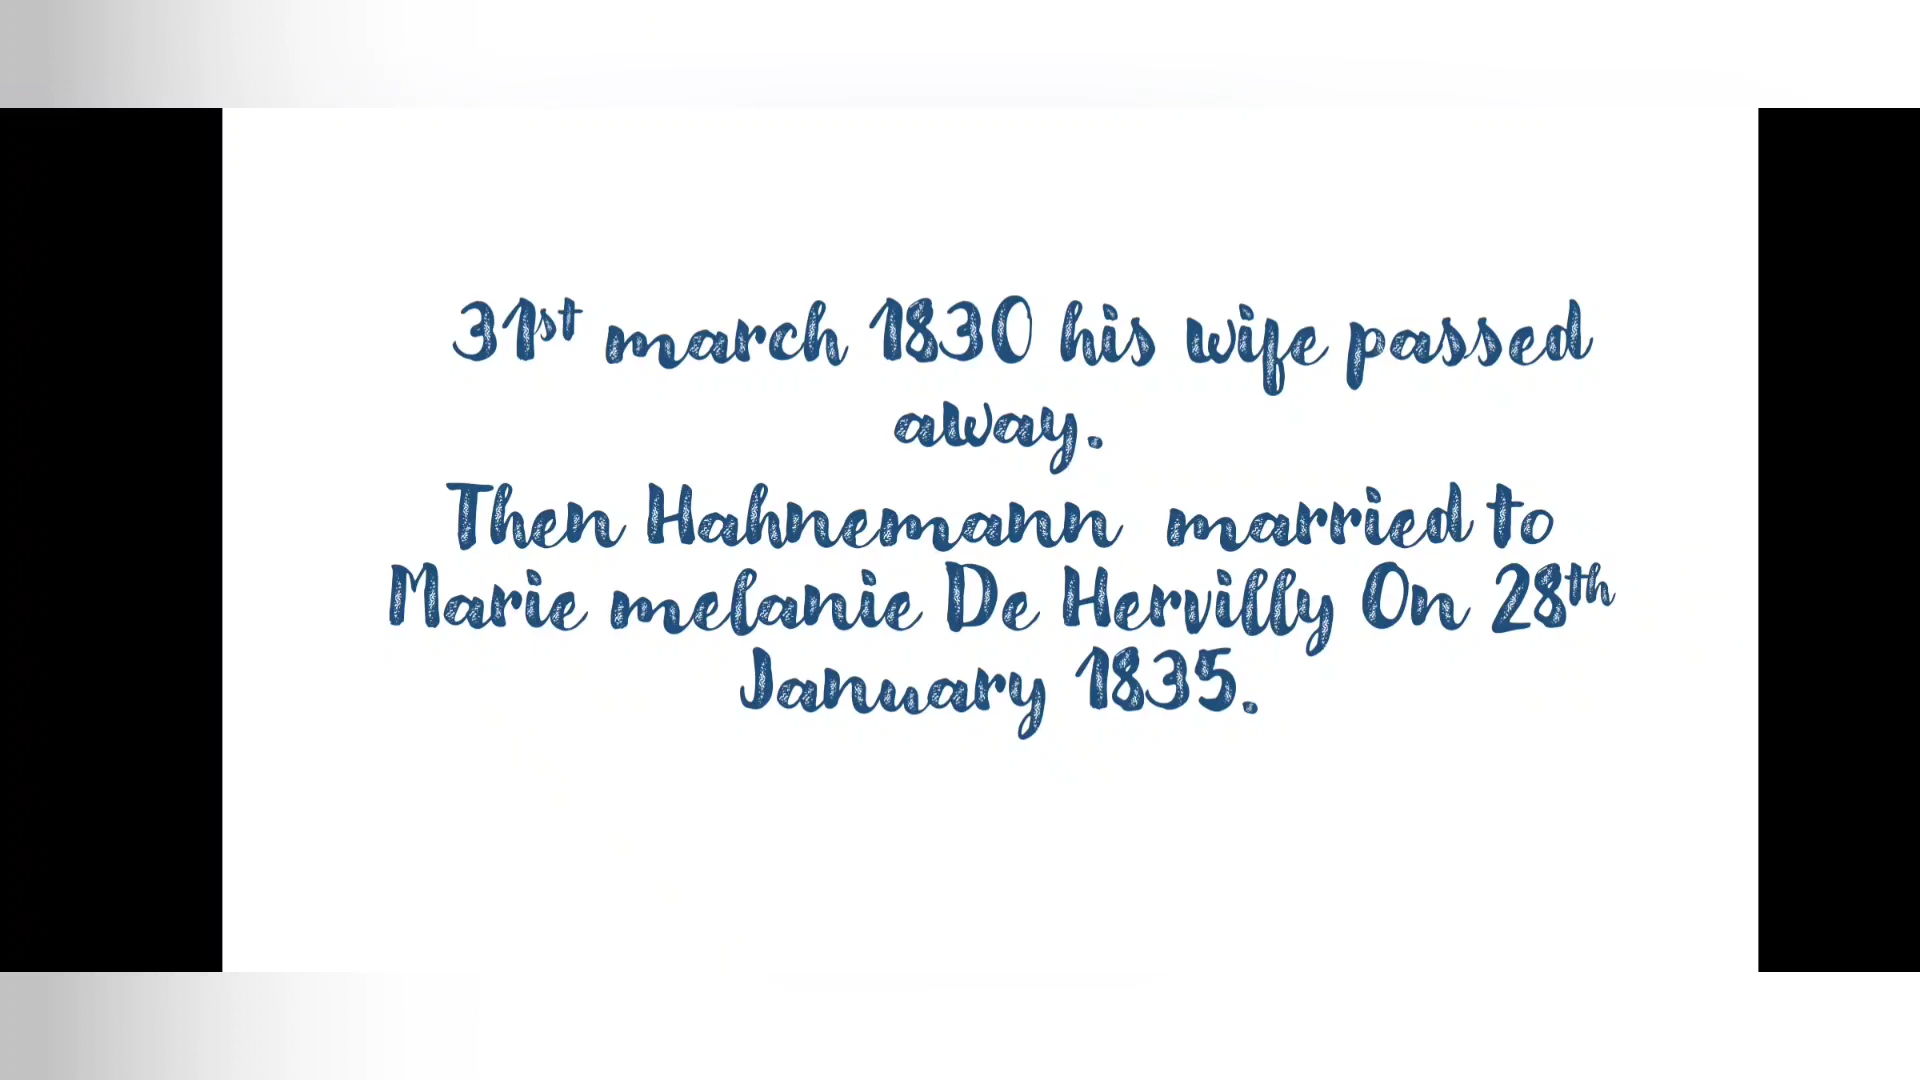 31st march 1830 his wife passed
away.
Then Hahnemann married to
Marie melanie De Hervilly On 28th
January 1835.